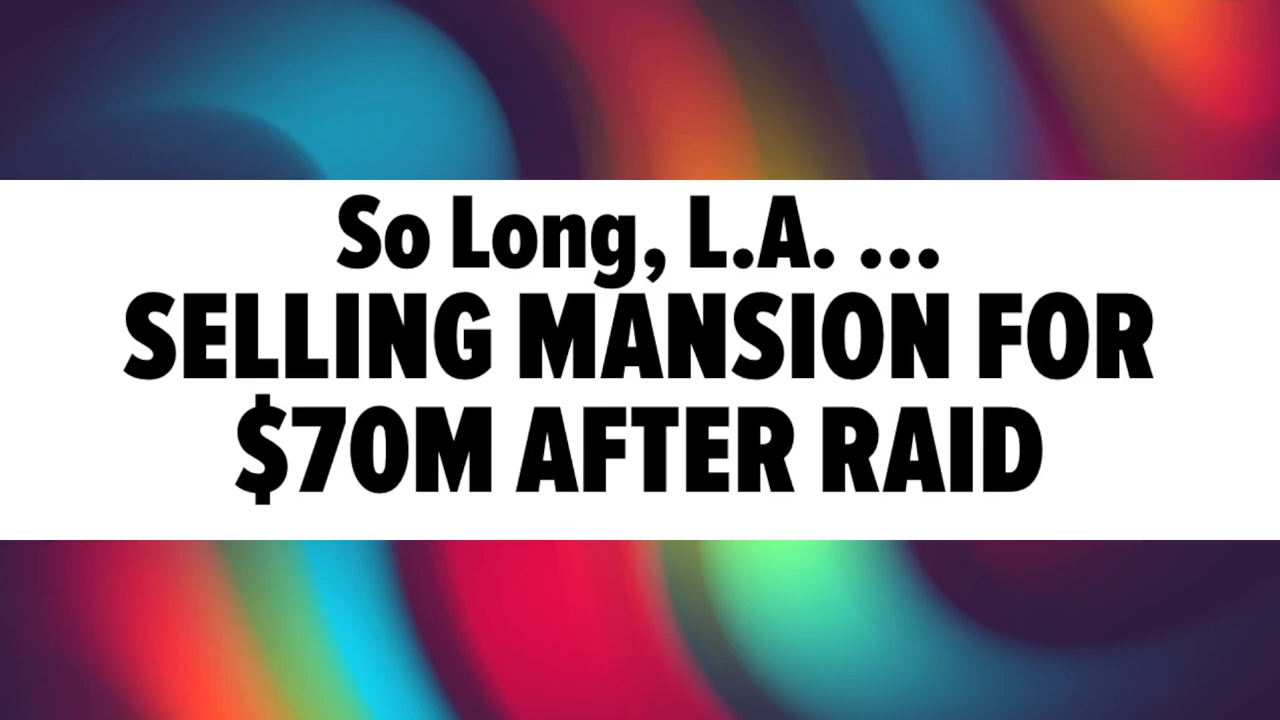 So Long, L.A. ...
SELLING MANSION FOR
$70M AFTER RAID